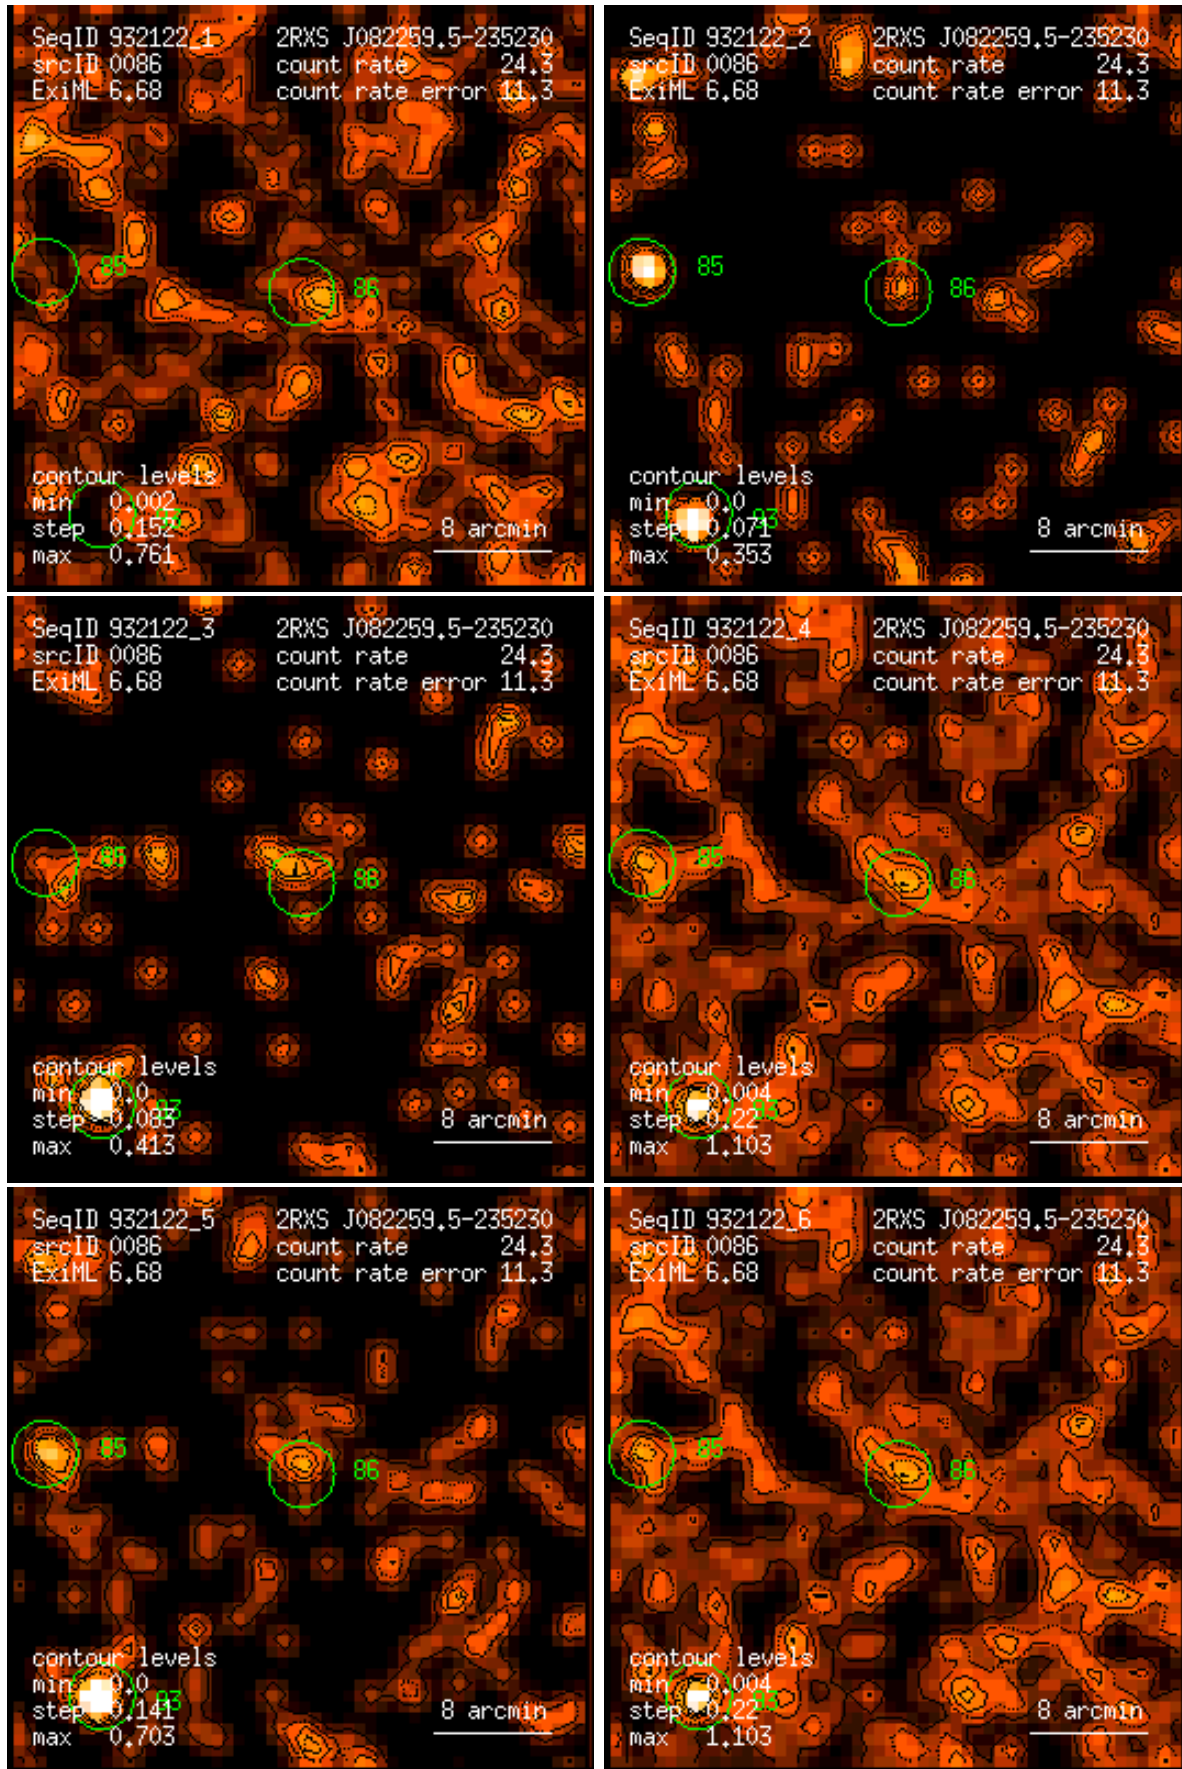 SeqID 932122_1 2RXS J082259.5-235230
srcID 0086 count rate 24.3
ExiML 6.68 count rate error 11.3
85
86
contour levels
min 0.002
93
step 0.152 8 arcmin
max 0.761
SeqID 932122_2 2RXS J082259.5-235230
srcID 0086 count rate 24.3
ExiML 6.68 count rate error 11.3
85
86
contour levels
min 0.0
93
step 0.071 8 arcmin
max 0.353
SeqID 932122_3 2RXS J082259.5-235230
srcID 0086 count rate 24.3
ExiML 6.68 count rate error 11.3
85
86
contour levels
min 0.0
93
step 0.083 8 arcmin
max 0.413
SeqID 932122_4 2RXS J082259.5-235230
srcID 0086 count rate 24.3
ExiML 6.68 count rate error 11.3
85
86
contour levels
min 0.004
93
step 0.22 8 arcmin
max 1.103
SeqID 932122_5 2RXS J082259.5-235230
srcID 0086 count rate 24.3
ExiML 6.68 count rate error 11.3
85
86
contour levels
min 0.0
93
step 0.141 8 arcmin
max 0.703
SeqID 932122_6 2RXS J082259.5-235230
srcID 0086 count rate 24.3
ExiML 6.68 count rate error 11.3
85
86
contour levels
min 0.004
93
step 0.22 8 arcmin
max 1.103